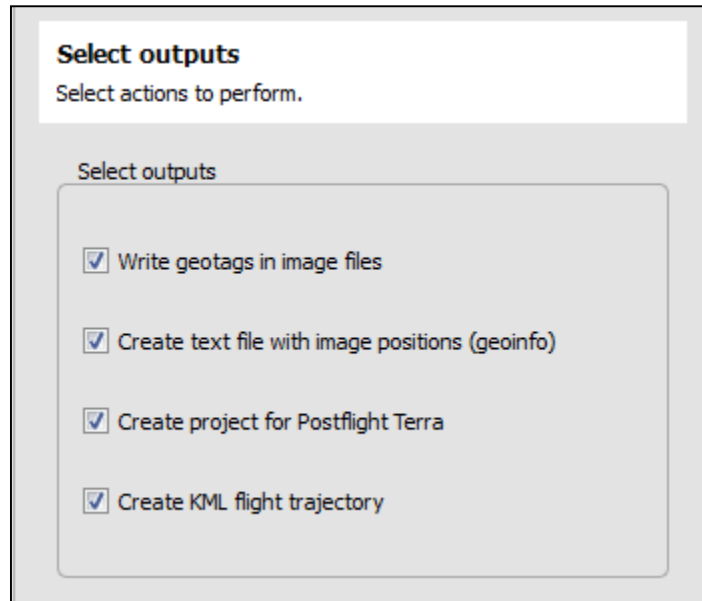 Select outputs
Select actions to perform.
Select outputs
Write geotags in image files
Create text file with image positions (geoinfo)
Create project for Postflight Terra
Create KML flight trajectory